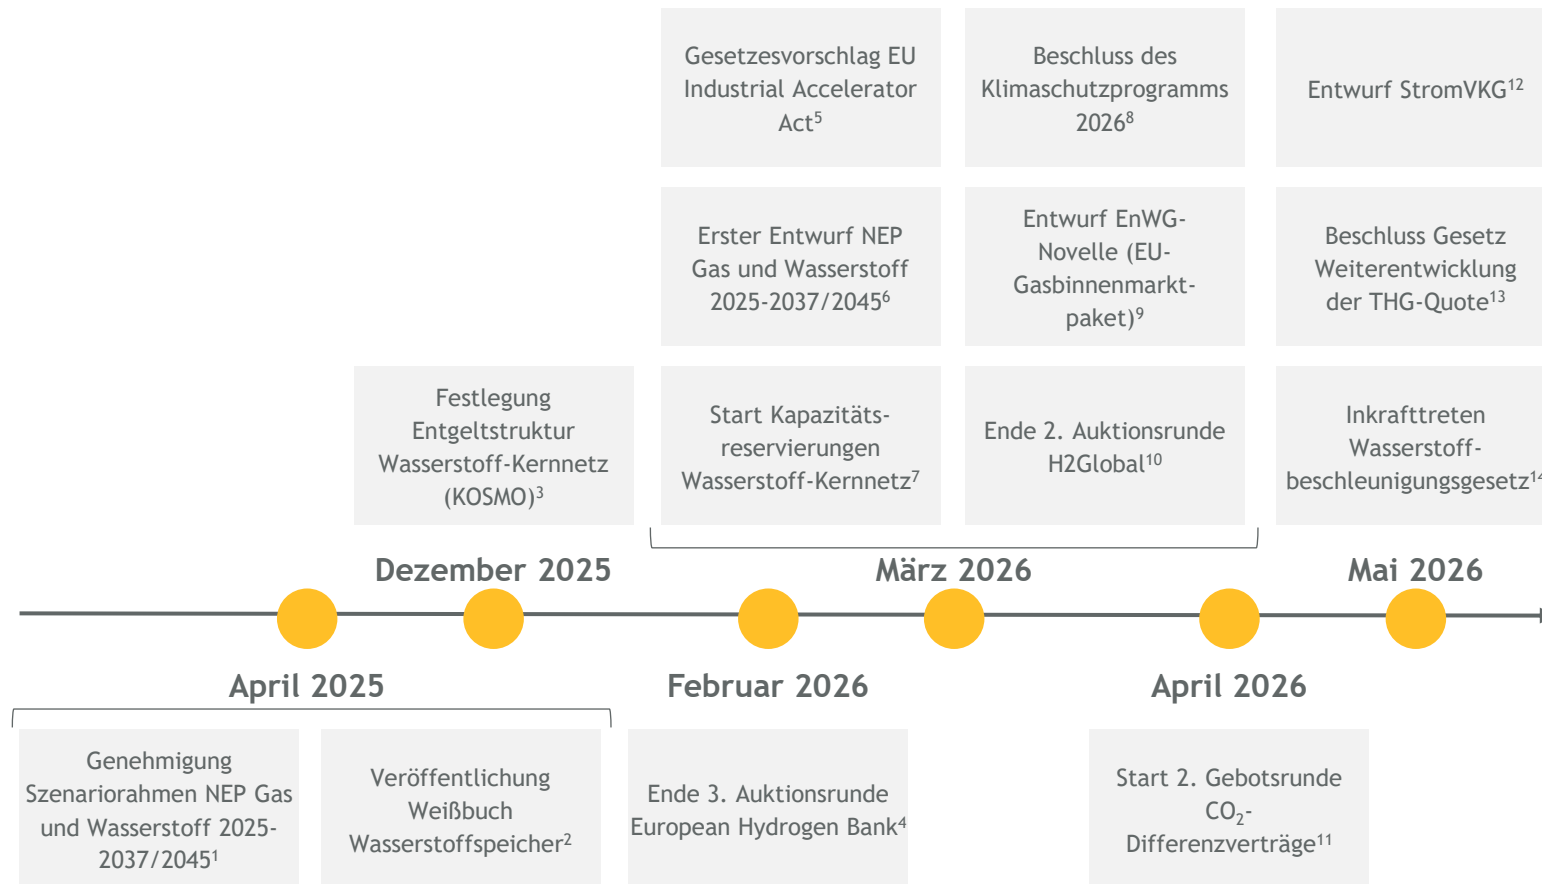 Gesetzesvorschlag EU
Industrial Accelerator
Act⁵
Beschluss des
Klimaschutzprogramms
2026⁸
Entwurf StromVKG¹²
Erster Entwurf NEP
Gas und Wasserstoff
2025-2037/2045⁶
Entwurf EnWG-
Novelle (EU-
Gasbinnenmarkt-
paket)⁹
Beschluss Gesetz
Weiterentwicklung
der THG-Quote¹³
Festlegung
Entgeltstruktur
Wasserstoff-Kernnetz
(KOSMO)³
Start Kapazitäts-
reservierungen
Wasserstoff-Kernnetz⁷
Ende 2. Auktionsrunde
H2Global¹⁰
Inkrafttreten
Wasserstoff-
beschleunigungsgesetz¹⁴
Dezember 2025
März 2026
Mai 2026
April 2025
Februar 2026
April 2026
Genehmigung
Szenariorahmen NEP Gas
und Wasserstoff 2025-
2037/2045¹
Veröffentlichung
Weißbuch
Wasserstoffspeicher²
Ende 3. Auktionsrunde
European Hydrogen Bank⁴
Start 2. Gebotsrunde
CO₂-
Differenzverträge¹¹